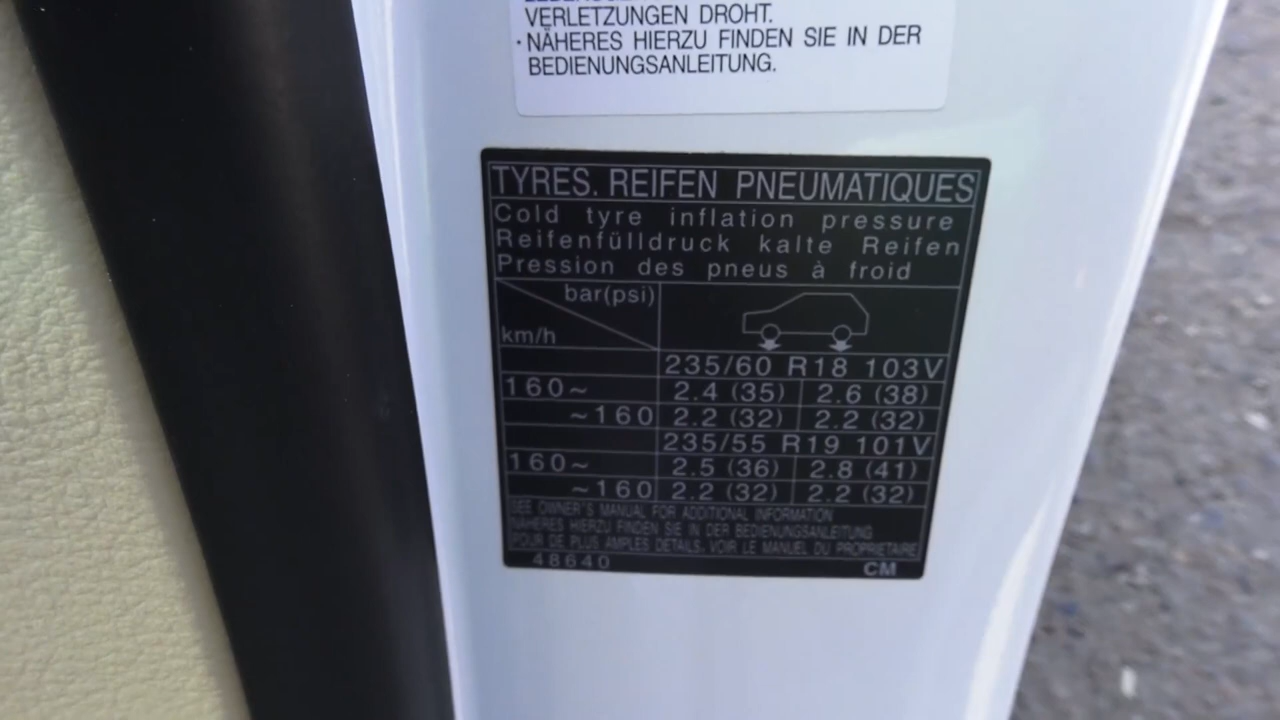 VERLETZUNGEN DROHT.
·NÄHERES HIERZU FINDEN SIE IN DER
BEDIENUNGSANLEITUNG.
TYRES. REIFEN PNEUMATIQUES
Cold tyre inflation pressure
Reifenfülldruck kalte Reifen
Pression des pneus à froid
bar(psi)
km/h
235/60 R18 103V
160~ 2.4 (35) 2.6 (38)
~160 2.2 (32) 2.2 (32)
235/55 R19 101V
160~ 2.5 (36) 2.8 (41)
~160 2.2 (32) 2.2 (32)
SEE OWNER'S MANUAL FOR ADDITIONAL INFORMATION
NÄHERES HIERZU FINDEN SIE IN DER BEDIENUNGSANLEITUNG
POUR DE PLUS AMPLES DETAILS, VOIR LE MANUEL DU PROPRIETAIRE
48640 CM